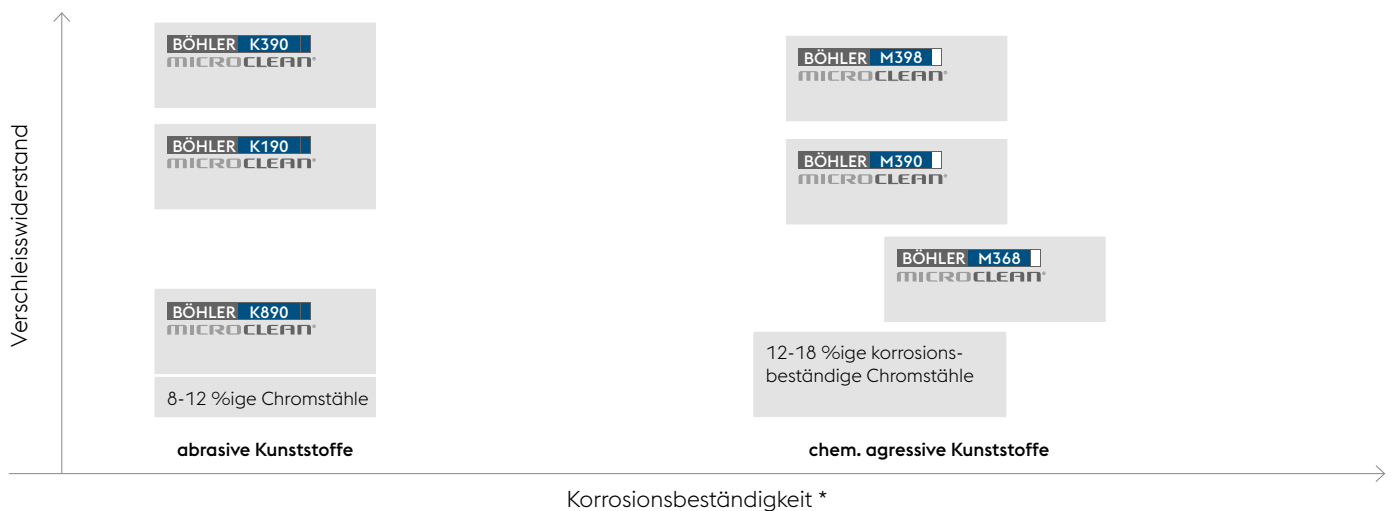 Verschleisswiderstand
BÖHLER K390
MICROCLEAN®
BÖHLER K190
MICROCLEAN®
BÖHLER K890
MICROCLEAN®
8-12 %ige Chromstähle
abrasive Kunststoffe
BÖHLER M398
MICROCLEAN®
BÖHLER M390
MICROCLEAN®
BÖHLER M368
MICROCLEAN®
12-18 %ige korrosions-
beständige Chromstähle
chem. agressive Kunststoffe
Korrosionsbeständigkeit *